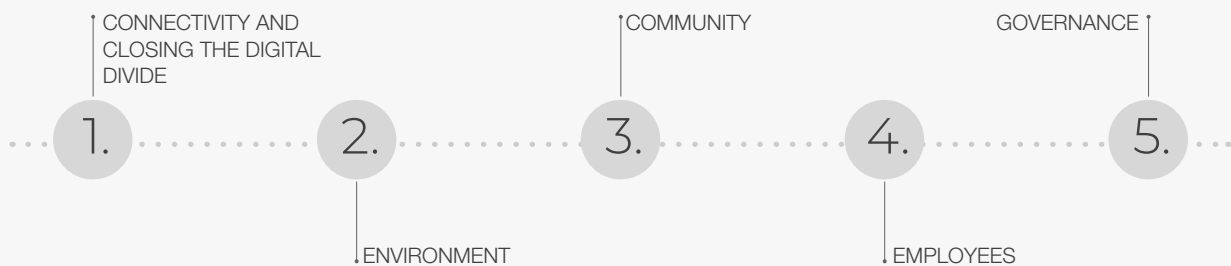 CONNECTIVITY AND
CLOSING THE DIGITAL
DIVIDE
COMMUNITY
GOVERNANCE
1.
2.
3.
4.
5.
ENVIRONMENT
EMPLOYEES